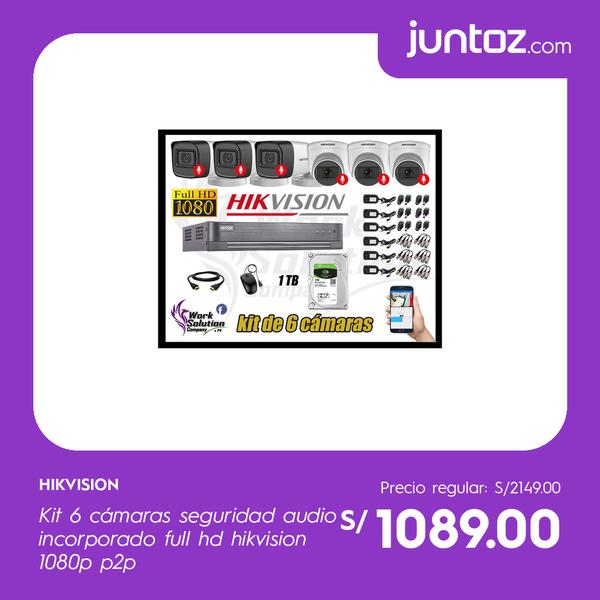 juntoz.com
HIKVISION
Full HD
1080
HIKVISION
1 TB
Work
Solution
Company
kit de 6 cámaras
HIKVISION
Precio regular: S/2149.00
Kit 6 cámaras seguridad audio
incorporado full hd hikvision
1080p p2p
S/ 1089.00